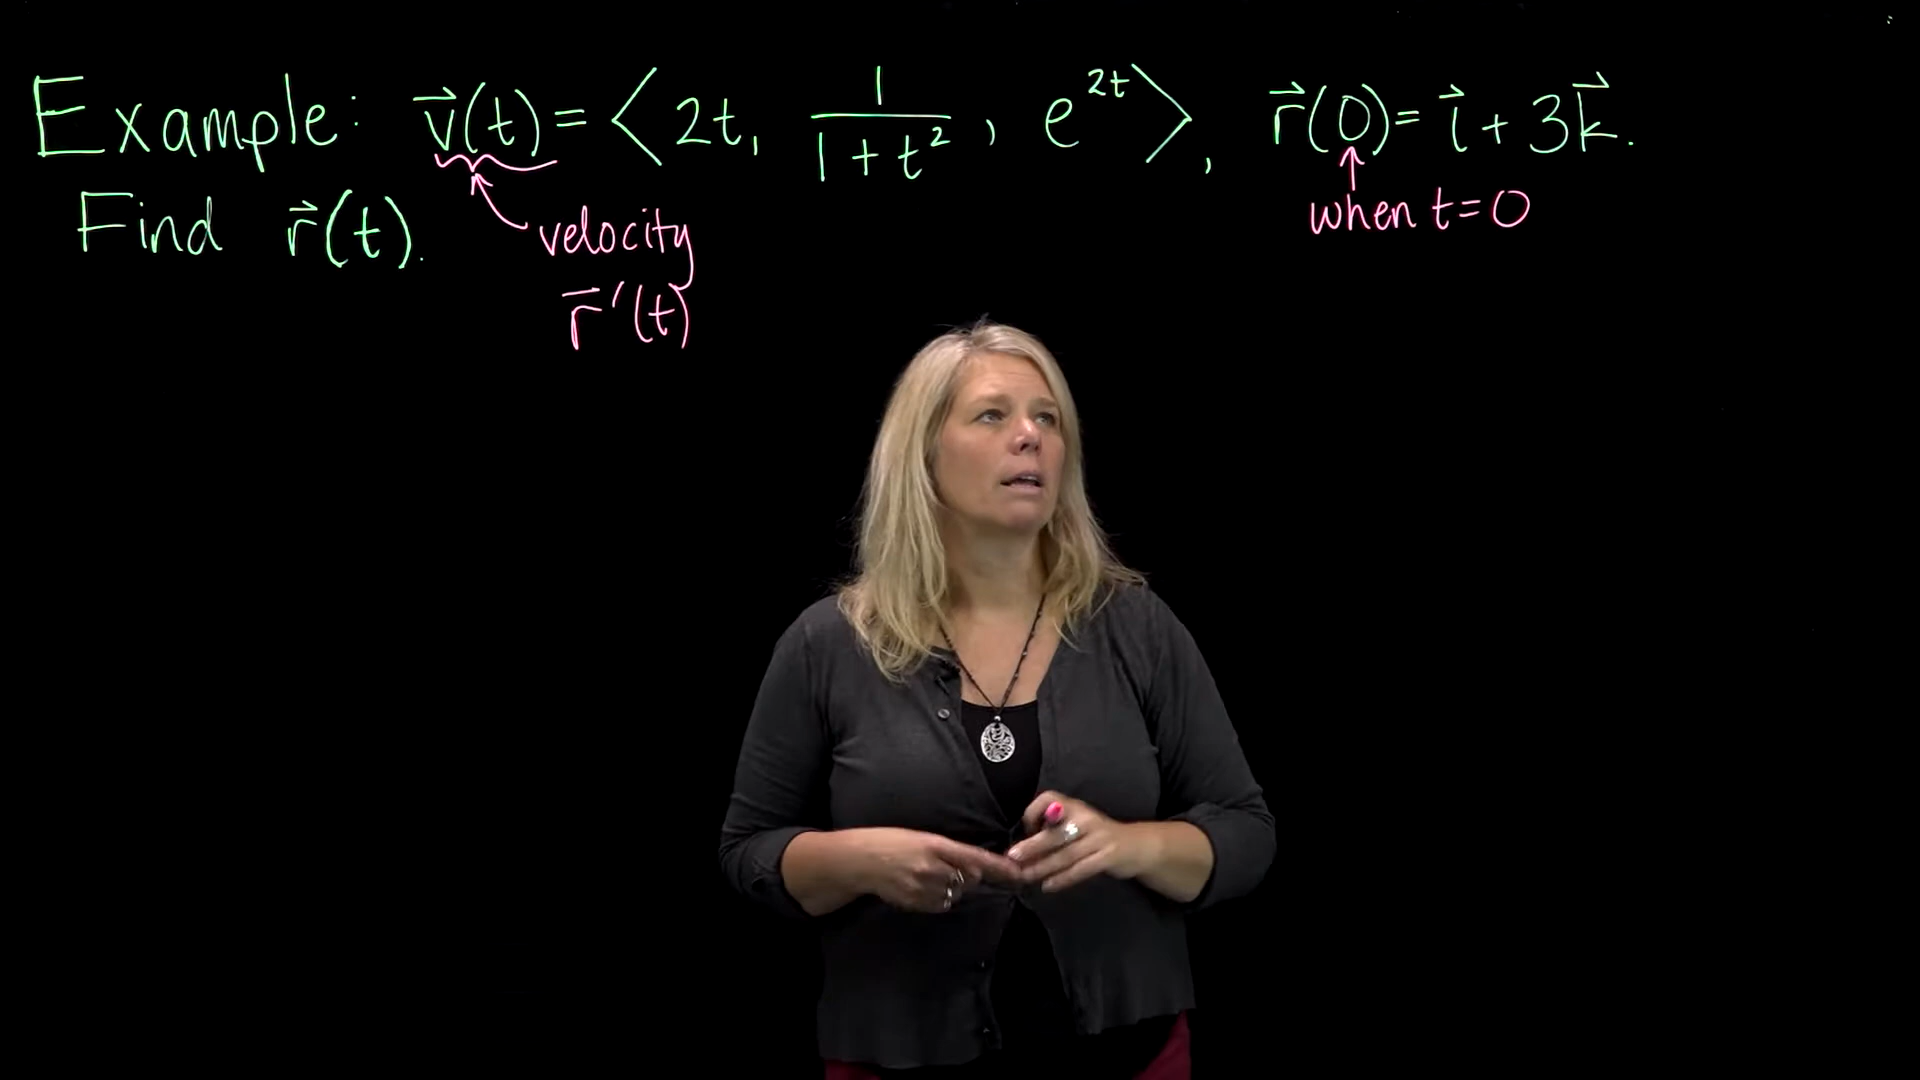 Example: v⃗(t) = ⟨2t, 1/(1+t²), e^(2t)⟩, r⃗(0) = i⃗ + 3k⃗.
when t=0
Find r⃗(t).
velocity
r⃗′(t)